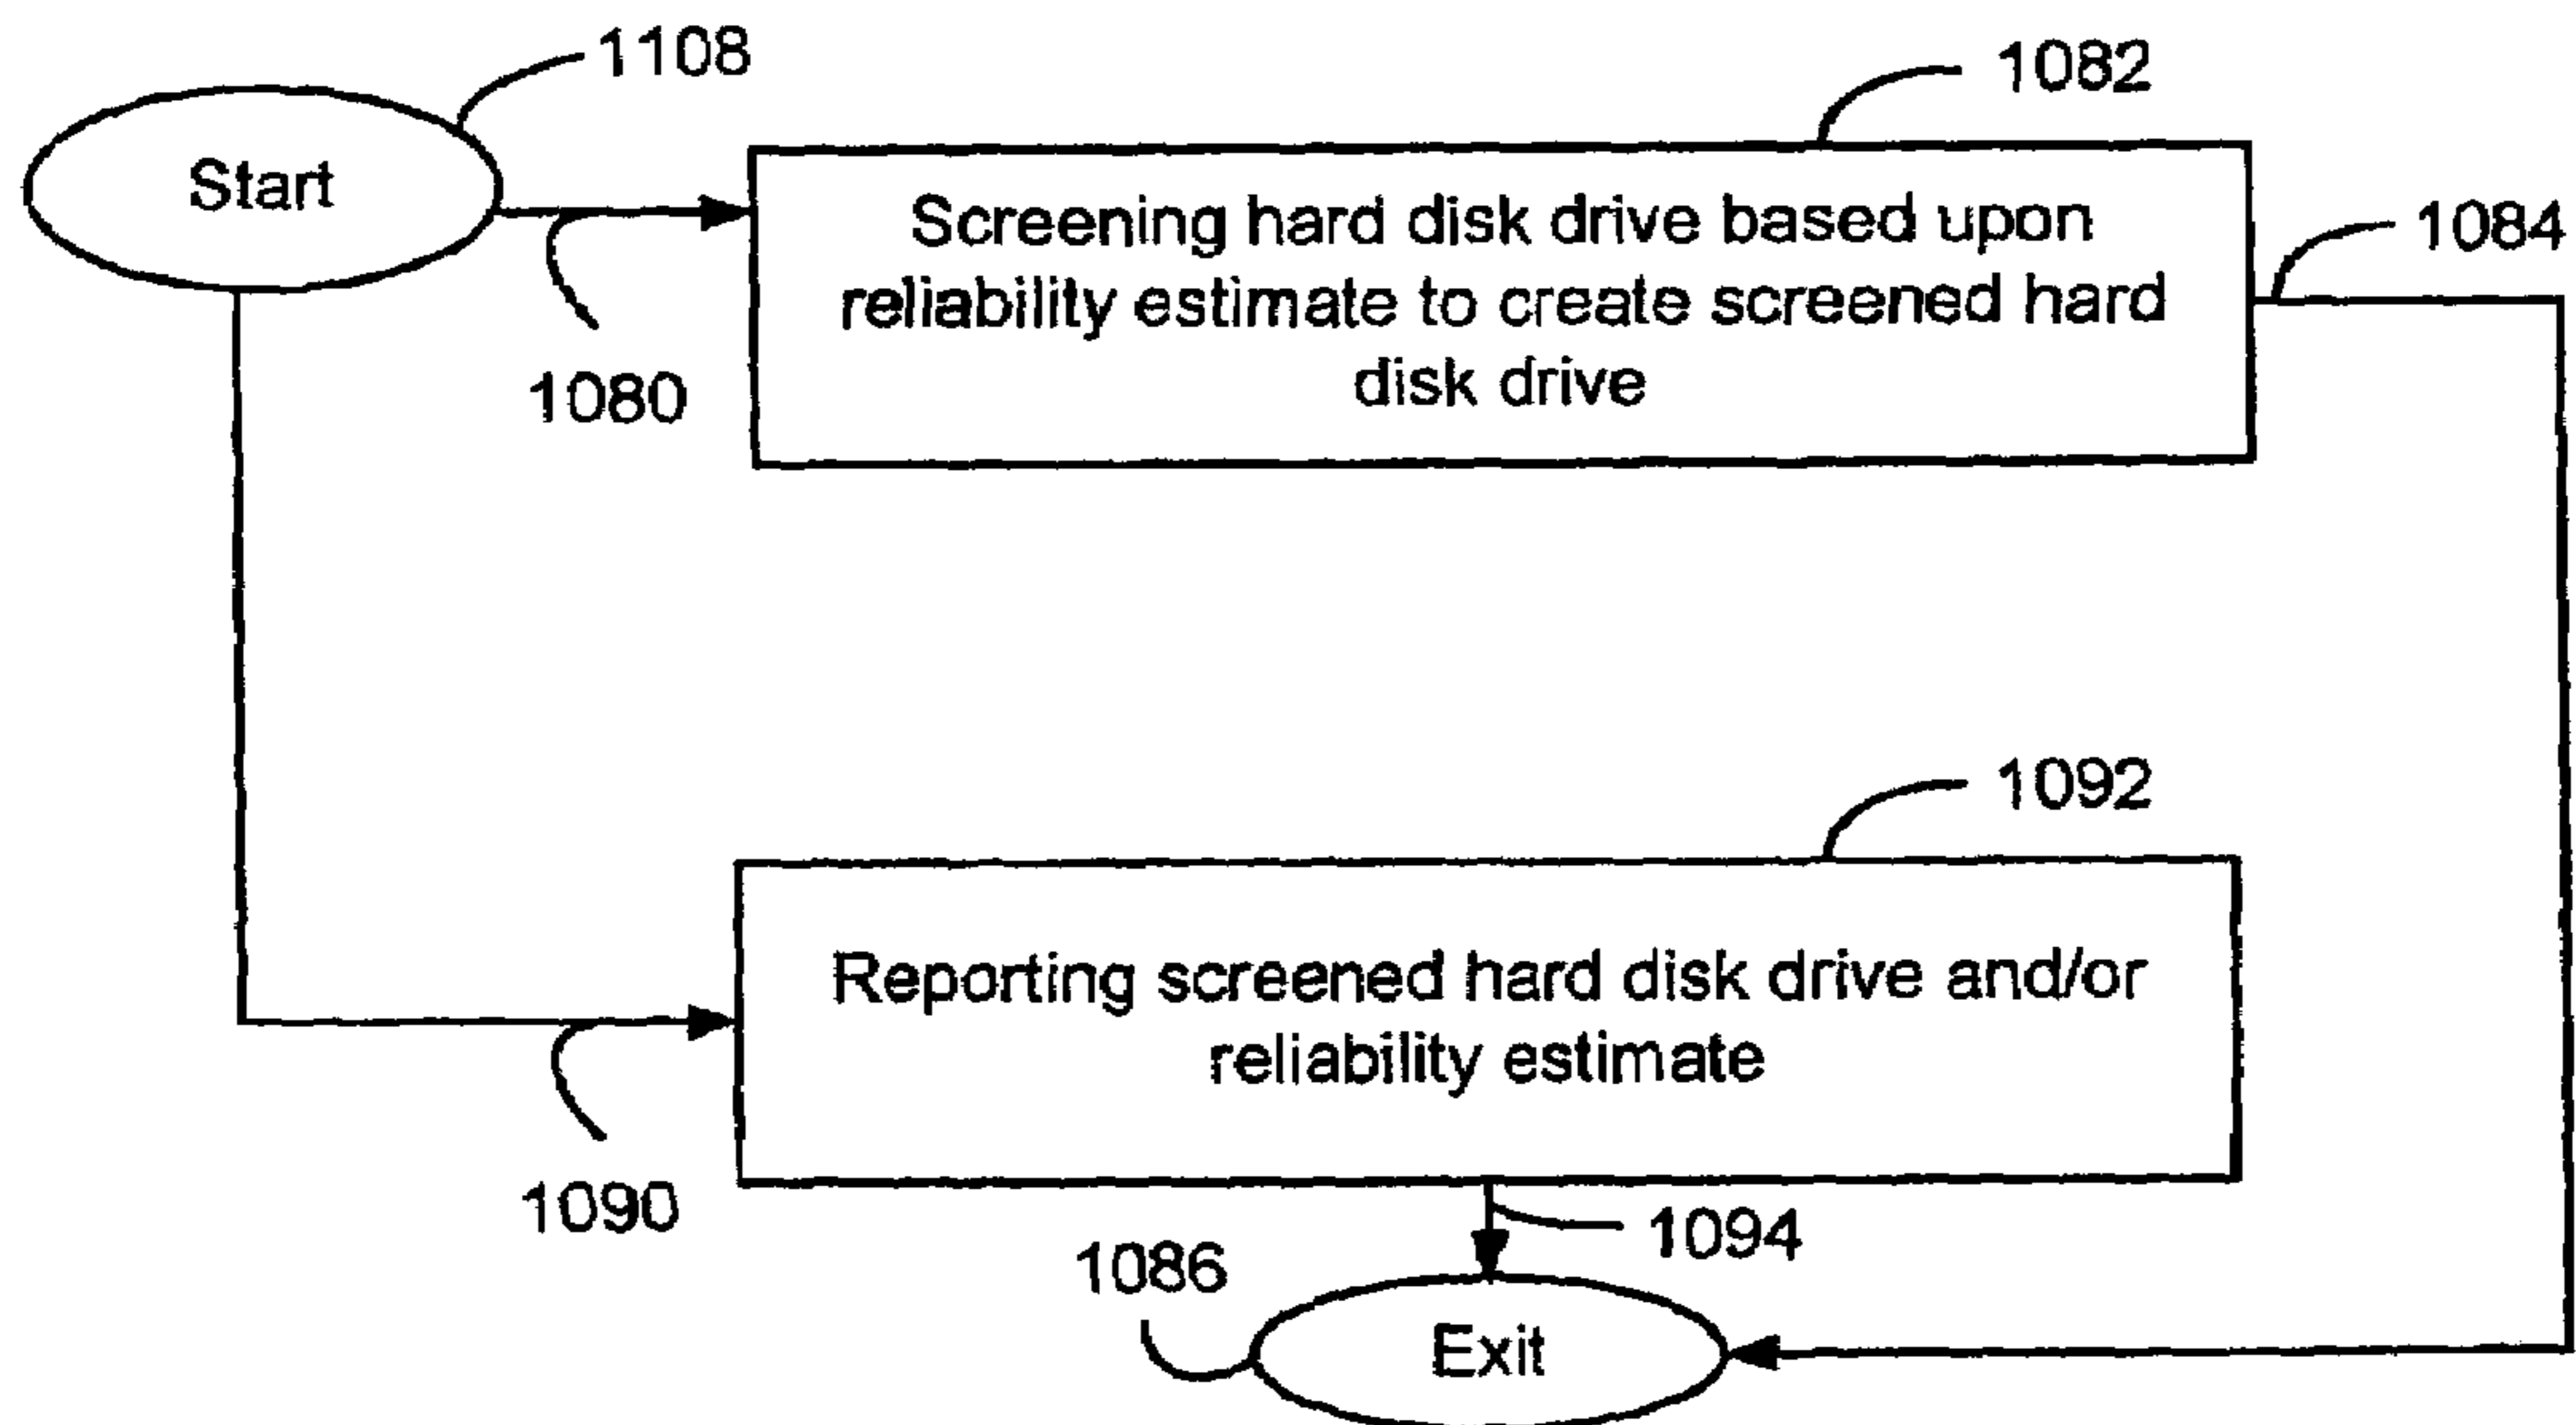 1108
Start
1082
Screening hard disk drive based upon
reliability estimate to create screened hard
disk drive
1084
1080
1092
Reporting screened hard disk drive and/or
reliability estimate
1090
1094
1086
Exit